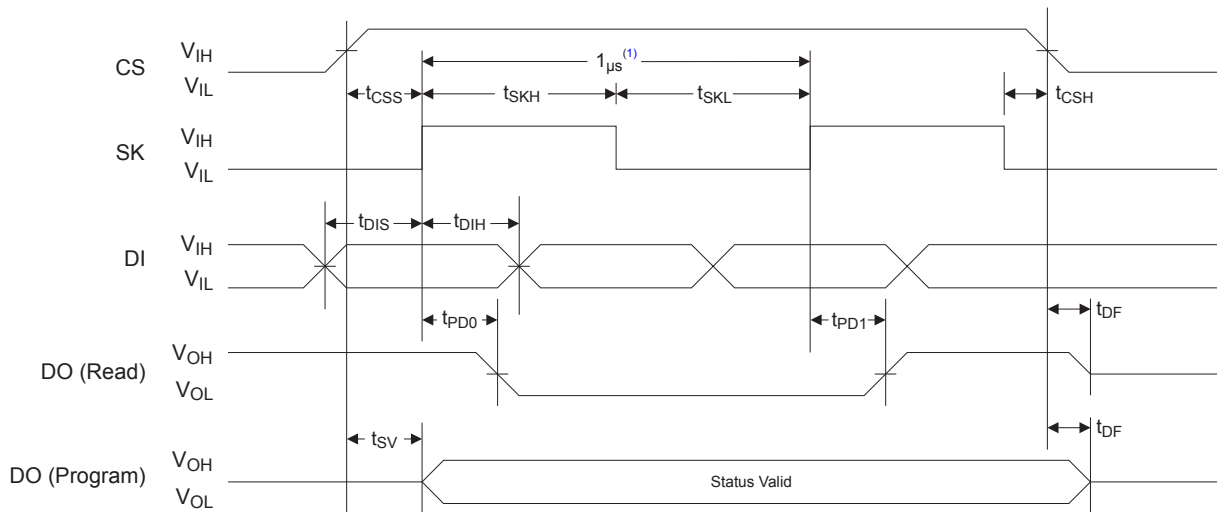 CS
VIH
VIL
1µs(1)
tCSS
tSKH
tSKL
tCSH
SK
VIH
VIL
tDIS
tDIH
DI
VIH
VIL
tPD0
tPD1
tDF
DO (Read)
VOH
VOL
tSV
tDF
DO (Program)
VOH
VOL
Status Valid